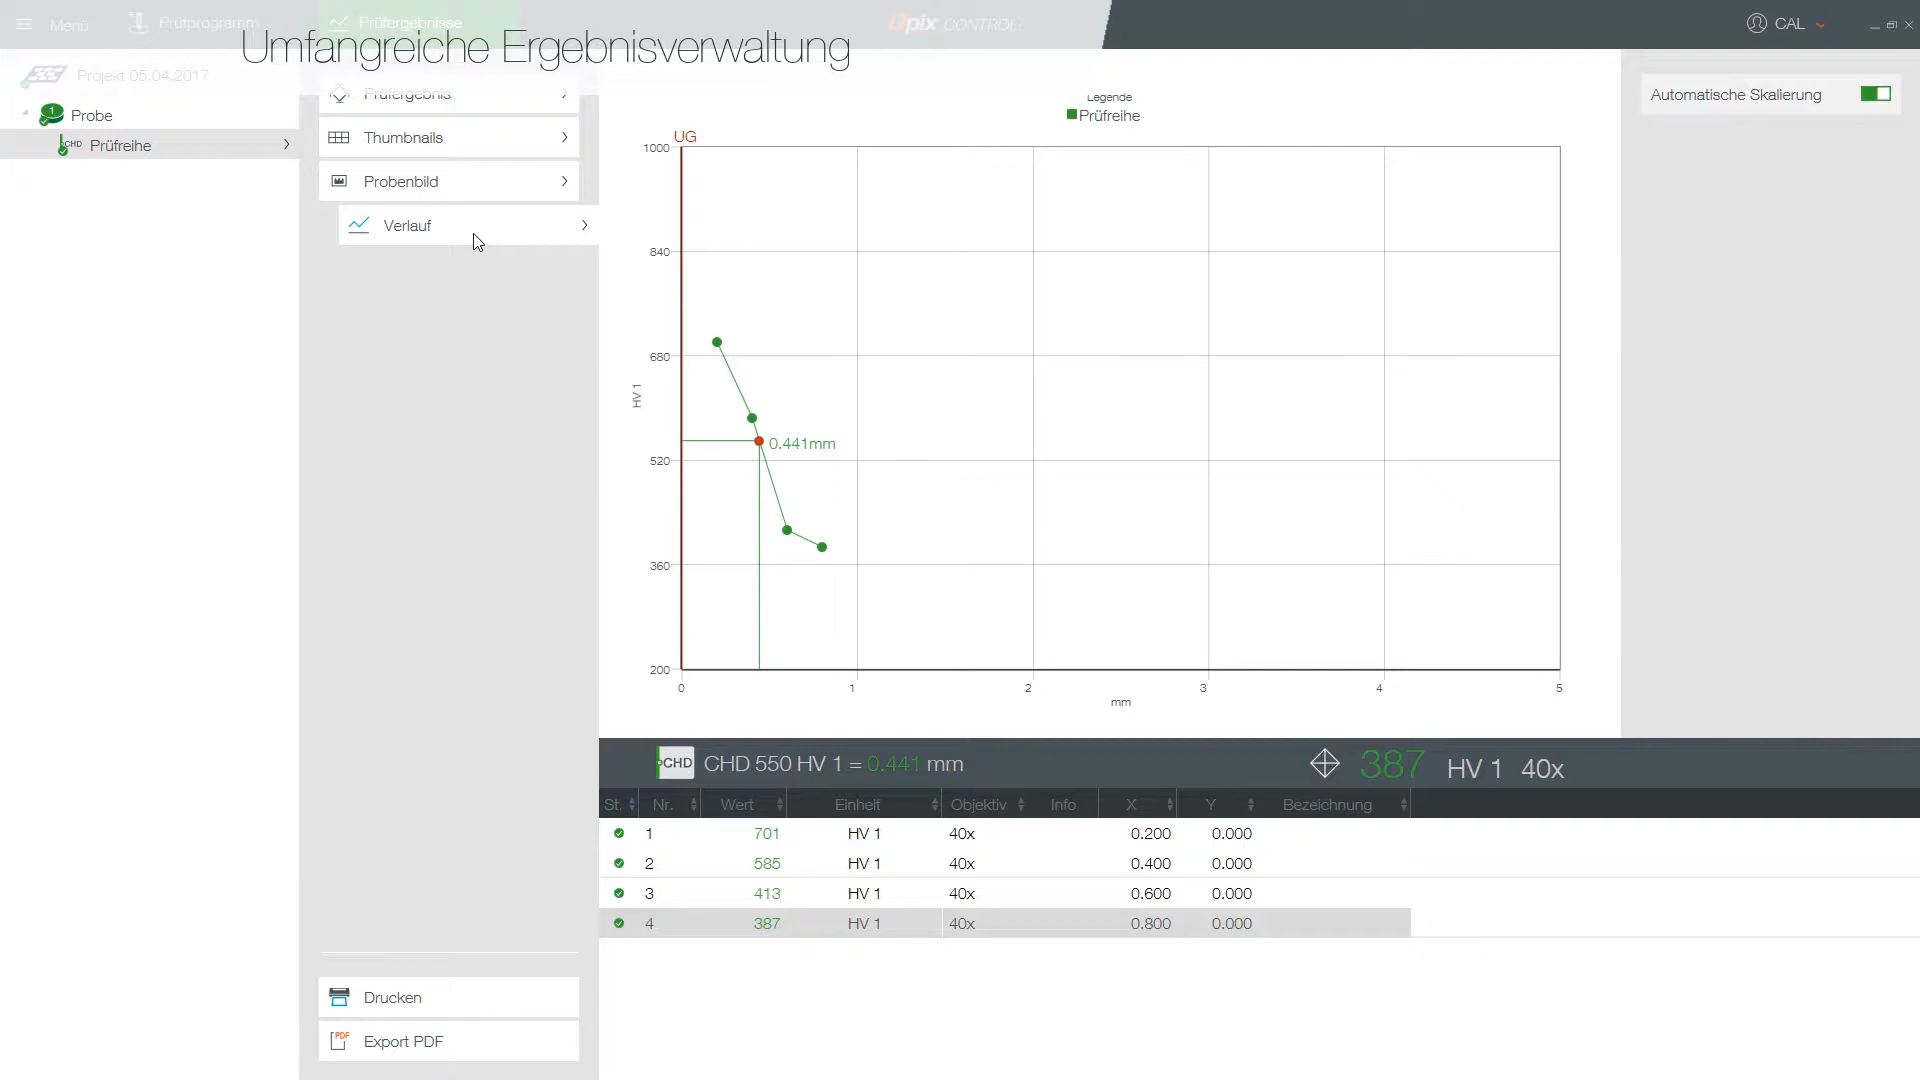 Menü
Prüfprogramm
Prüfergebnisse
Qpix CONTROL
CAL
Umfangreiche Ergebnisverwaltung
Projekt 05.04.2017
1
Probe
CHD
Prüfreihe
Prüfergebnis
Thumbnails
Probenbild
Verlauf
Legende
Prüfreihe
Automatische Skalierung
UG
1000
840
680
520
360
200
HV 1
0.441mm
0 1 2 3 4 5
mm
CHD CHD 550 HV 1 = 0.441 mm
387 HV 1 40x
St. Nr. Wert Einheit Objektiv Info X Y Bezeichnung
1 701 HV 1 40x 0.200 0.000
2 585 HV 1 40x 0.400 0.000
3 413 HV 1 40x 0.600 0.000
4 387 HV 1 40x 0.800 0.000
Drucken
PDF
Export PDF